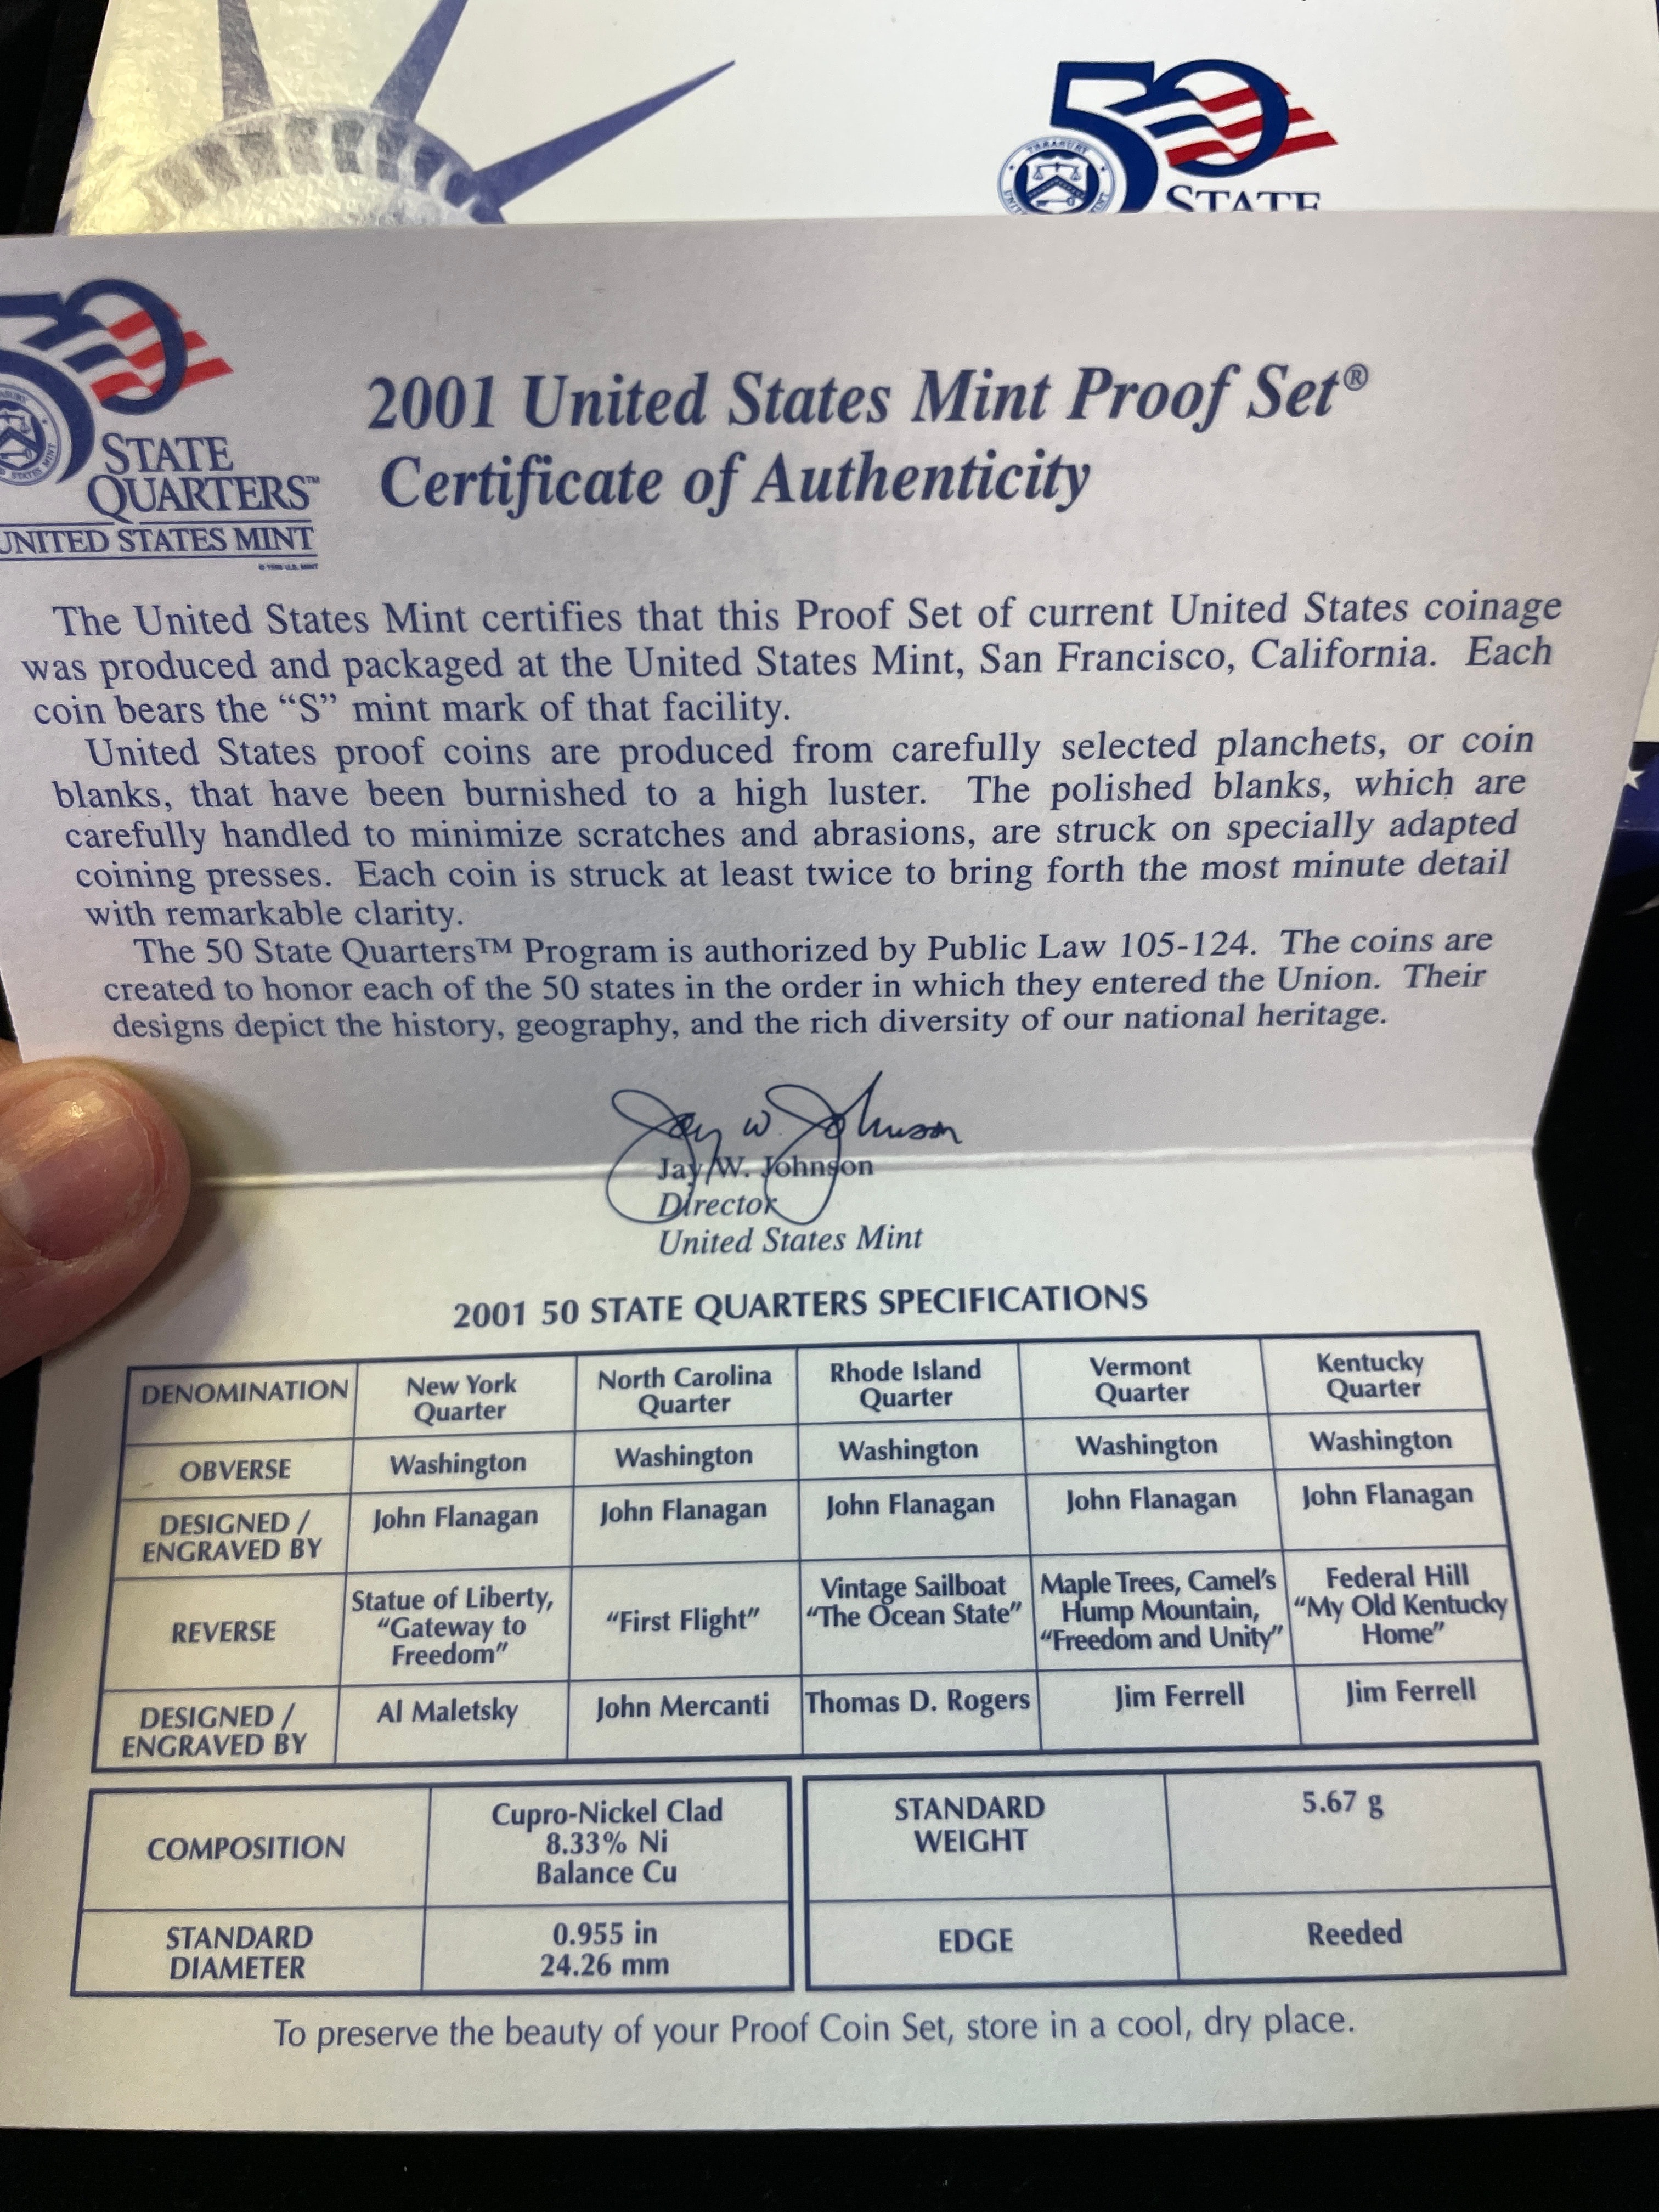 50
TREASURY
STATE
50
STATE
QUARTERS™
UNITED STATES MINT
2001 United States Mint Proof Set®
Certificate of Authenticity
The United States Mint certifies that this Proof Set of current United States coinage
was produced and packaged at the United States Mint, San Francisco, California. Each
coin bears the “S” mint mark of that facility.
United States proof coins are produced from carefully selected planchets, or coin
blanks, that have been burnished to a high luster. The polished blanks, which are
carefully handled to minimize scratches and abrasions, are struck on specially adapted
coining presses. Each coin is struck at least twice to bring forth the most minute detail
with remarkable clarity.
The 50 State Quarters™ Program is authorized by Public Law 105-124. The coins are
created to honor each of the 50 states in the order in which they entered the Union. Their
designs depict the history, geography, and the rich diversity of our national heritage.
Jay W. Johnson
Jay W. Johnson
Director
United States Mint
2001 50 STATE QUARTERS SPECIFICATIONS
DENOMINATION New York Quarter North Carolina Quarter Rhode Island Quarter Vermont Quarter Kentucky Quarter
OBVERSE Washington Washington Washington Washington Washington
DESIGNED / ENGRAVED BY John Flanagan John Flanagan John Flanagan John Flanagan John Flanagan
REVERSE Statue of Liberty, “Gateway to Freedom” “First Flight” Vintage Sailboat “The Ocean State” Maple Trees, Camel’s Hump Mountain, “Freedom and Unity” Federal Hill “My Old Kentucky Home”
DESIGNED / ENGRAVED BY Al Maletsky John Mercanti Thomas D. Rogers Jim Ferrell Jim Ferrell
COMPOSITION Cupro-Nickel Clad 8.33% Ni Balance Cu
STANDARD WEIGHT 5.67 g
STANDARD DIAMETER 0.955 in 24.26 mm
EDGE Reeded
To preserve the beauty of your Proof Coin Set, store in a cool, dry place.